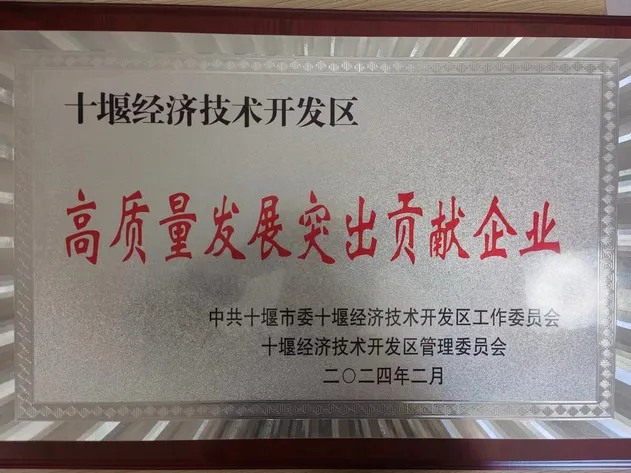 十堰经济技术开发区
高质量发展突出贡献企业
中共十堰市委十堰经济技术开发区工作委员会
十堰经济技术开发区管理委员会
二〇二四年二月